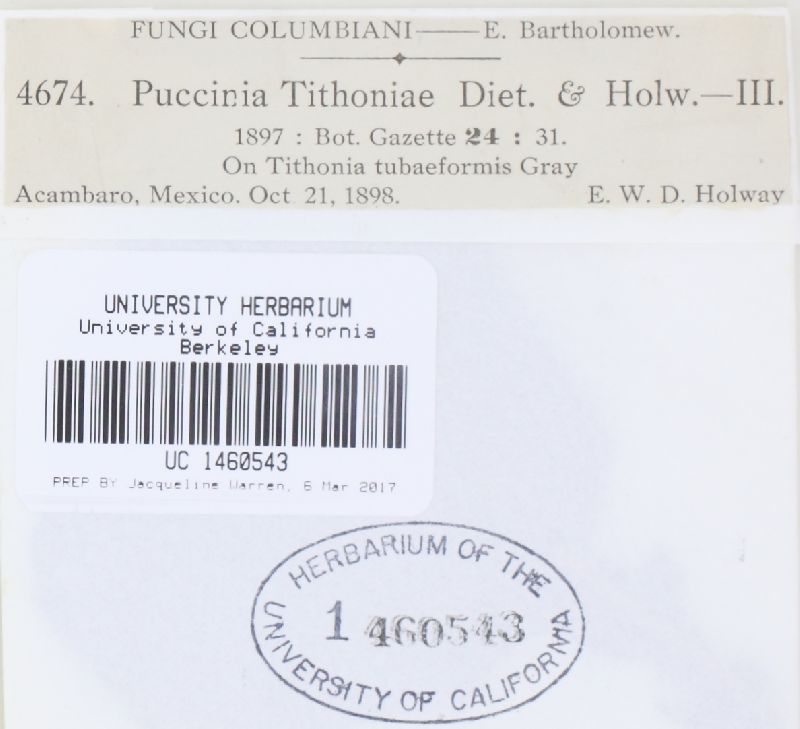 FUNGI COLUMBIANI——E. Bartholomew.
4674. Puccinia Tithoniae Diet. & Holw.—III.
1897 : Bot. Gazette 24 : 31.
On Tithonia tubaeformis Gray
Acambaro, Mexico. Oct 21, 1898. E. W. D. Holway
UNIVERSITY HERBARIUM
University of California
Berkeley
UC 1460543
PREP BY Jacqueline Warren, 6 Mar 2017
HERBARIUM OF THE
1 460543
UNIVERSITY OF CALIFORNIA